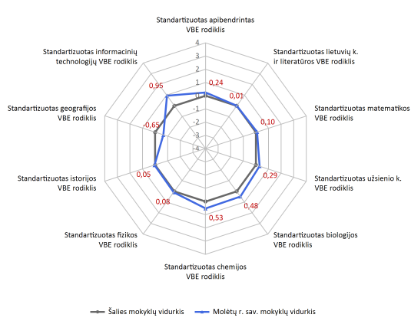 Standartizuotas apibendrintas
VBE rodiklis
Standartizuotas informacinių
technologijų VBE rodiklis
Standartizuotas lietuvių k.
ir literatūros VBE rodiklis
4
3
2
1
0
-1
-2
-3
-4
0,24
0,01
0,95
Standartizuotas geografijos
VBE rodiklis
-0,65
0,10
Standartizuotas matematikos
VBE rodiklis
Standartizuotas istorijos
VBE rodiklis
0,05
0,29
Standartizuotas užsienio k.
VBE rodiklis
0,08
0,53
0,48
Standartizuotas fizikos
VBE rodiklis
Standartizuotas biologijos
VBE rodiklis
Standartizuotas chemijos
VBE rodiklis
Šalies mokyklų vidurkis
Molėtų r. sav. mokyklų vidurkis